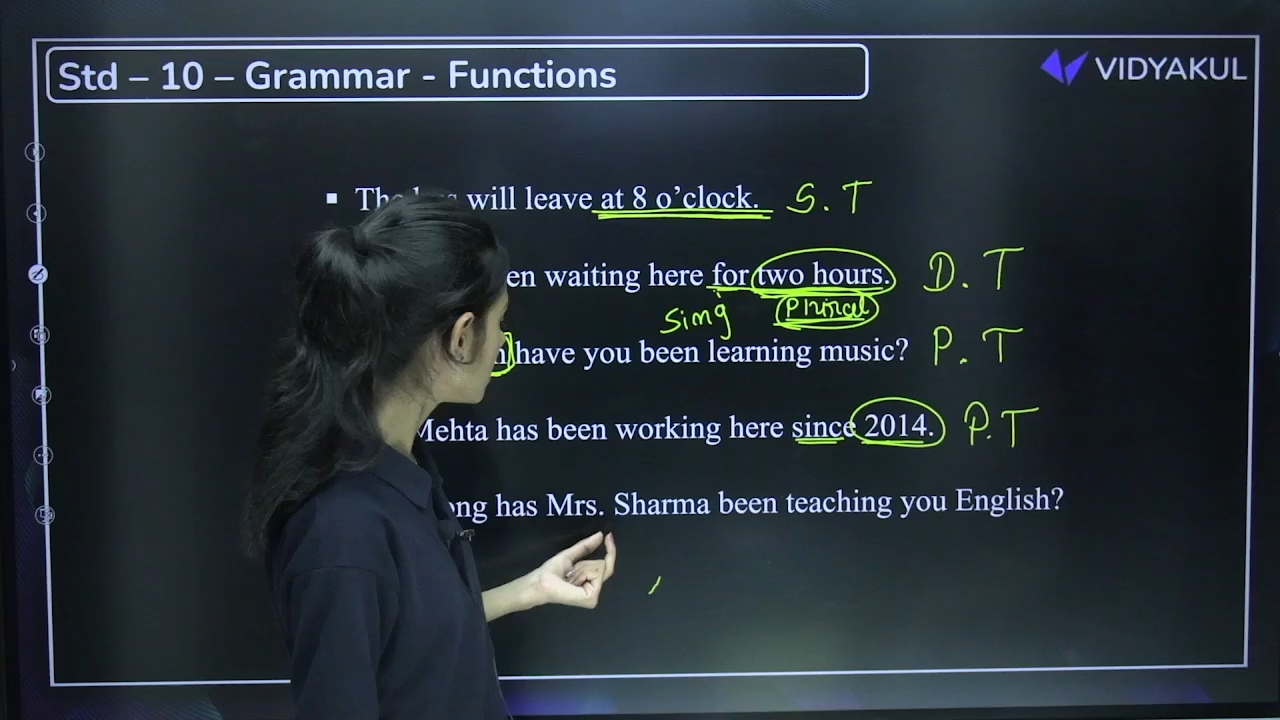 Std – 10 – Grammar - Functions
VIDYAKUL
will leave at 8 o’clock. S.T
en waiting here for two hours. D.T
Sing Plural
have you been learning music? P.T
Mehta has been working here since 2014. P.T
ong has Mrs. Sharma been teaching you English?